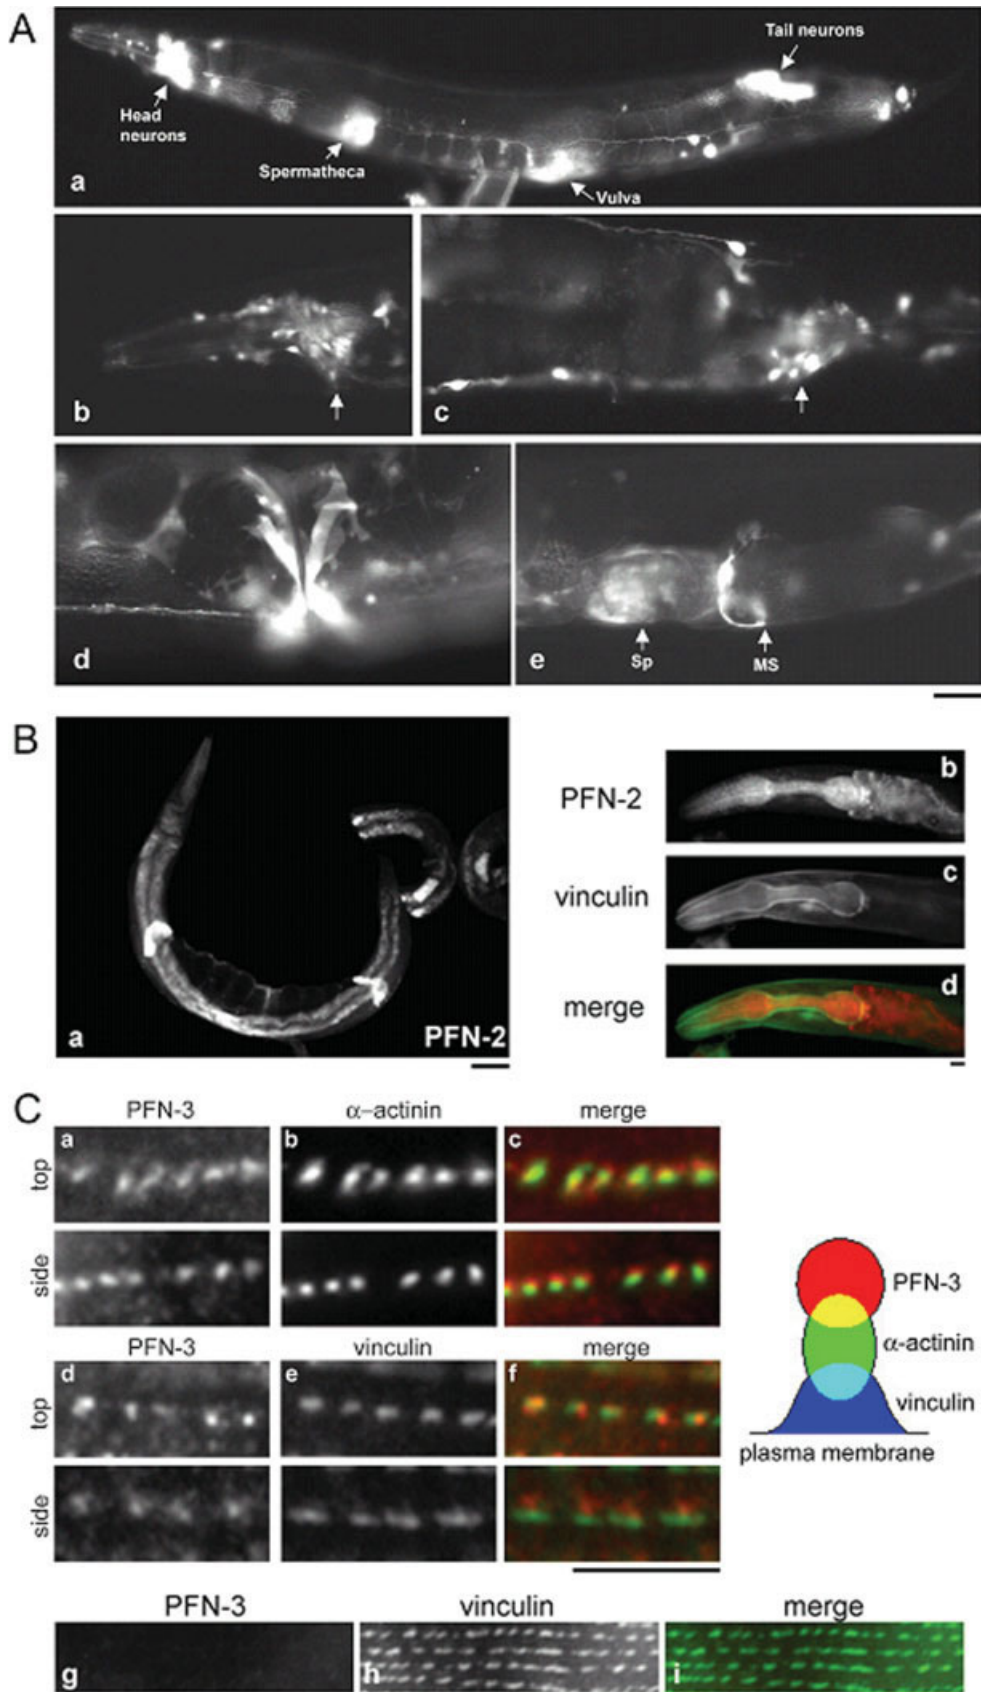 A
Tail neurons
Head
neurons
Spermatheca
Vulva
a
b
c
d
Sp
MS
e
B
PFN-2
a
PFN-2
b
vinculin
c
merge
d
C
PFN-3
α-actinin
merge
top
a
b
c
side
PFN-3
α-actinin
vinculin
plasma membrane
PFN-3
vinculin
merge
top
d
e
f
side
PFN-3
vinculin
merge
g
h
i